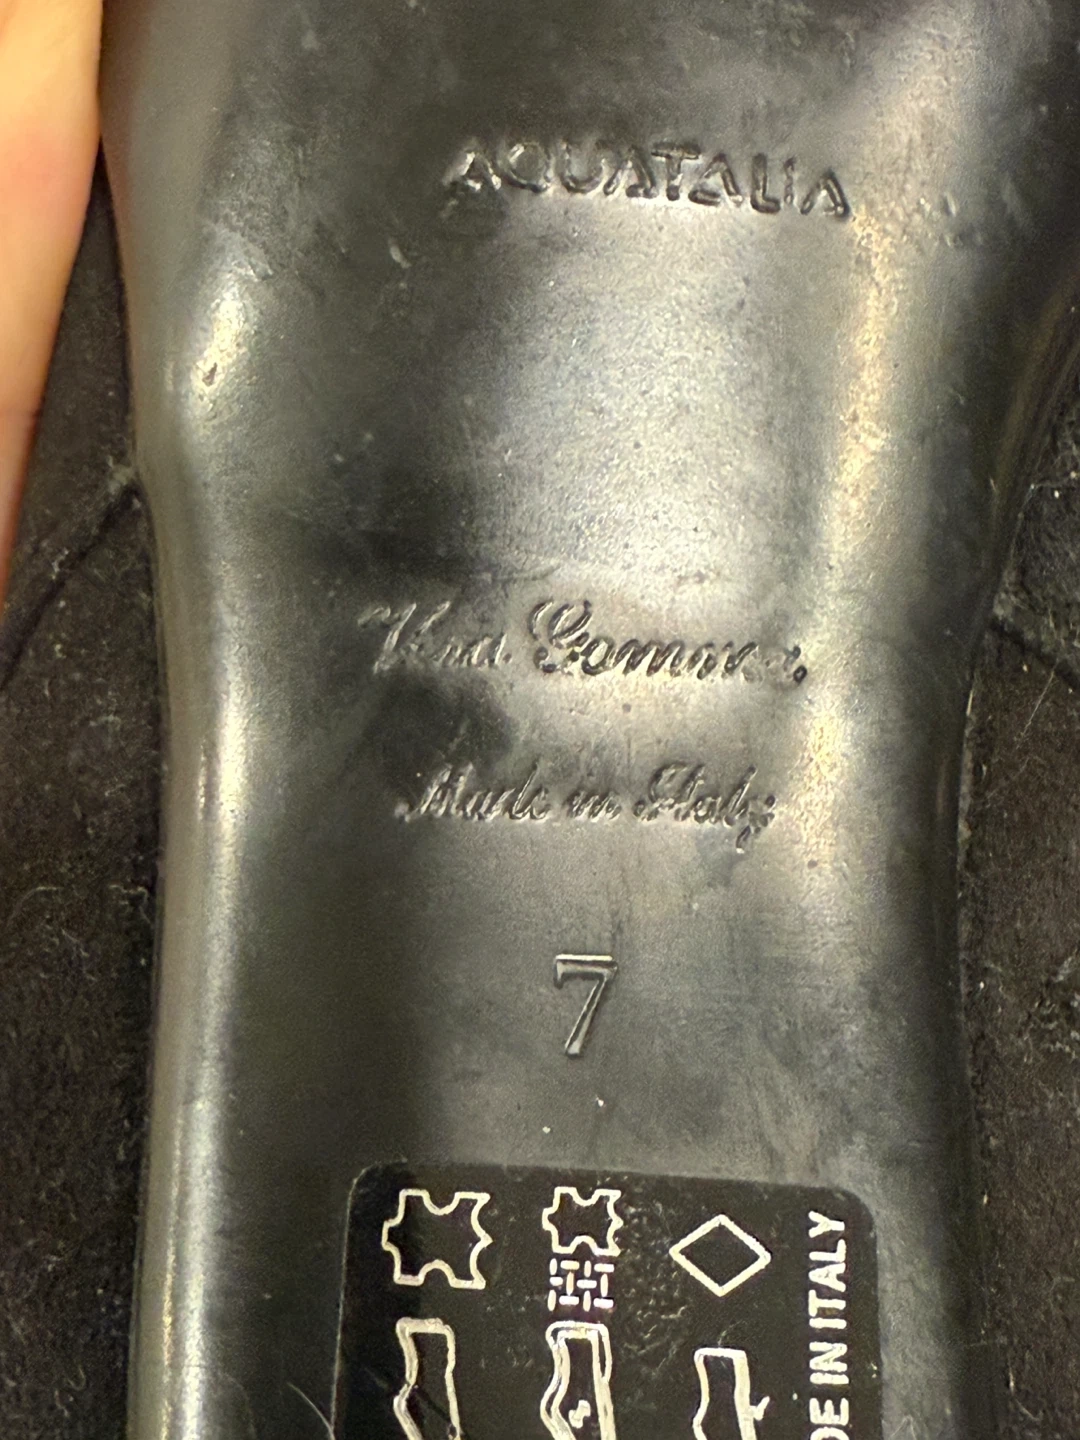 AQUATALIA
Vera Gomma.
Made in Italy
7
DE IN ITALY